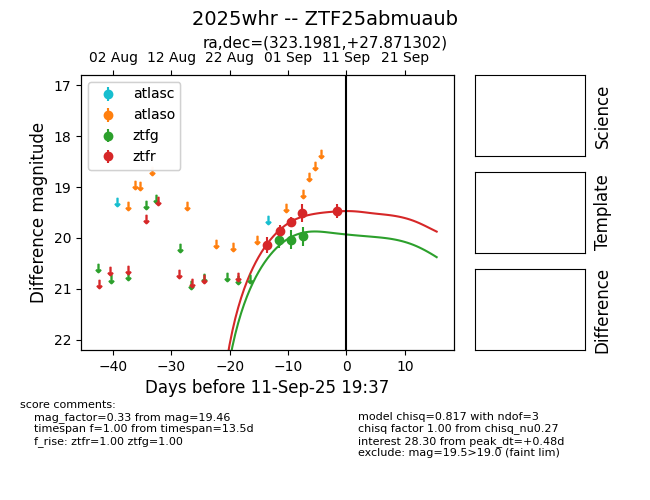 2025whr -- ZTF25abmuaub
ra,dec=(323.1981,+27.871302)
02 Aug 12 Aug 22 Aug 01 Sep 11 Sep 21 Sep
atlasc
atlaso
ztfg
ztfr
17
18
19
20
21
22
Difference magnitude
−40 −30 −20 −10 0 10
Days before 11-Sep-25 19:37
Science
Template
Difference
score comments:
mag_factor=0.33 from mag=19.46
timespan f=1.00 from timespan=13.5d
f_rise: ztfr=1.00 ztfg=1.00
model chisq=0.817 with ndof=3
chisq factor 1.00 from chisq_nu0.27
interest 28.30 from peak_dt=+0.48d
exclude: mag=19.5>19.0 (faint lim)